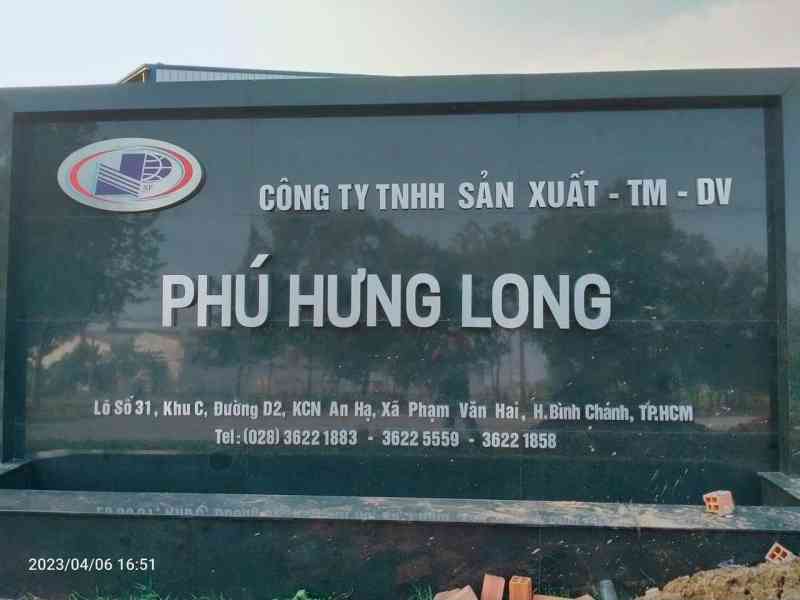 SF
CÔNG TY TNHH SẢN XUẤT - TM - DV
PHÚ HƯNG LONG
Lô Số 31, Khu C, Đường D2, KCN An Hạ, Xã Phạm Văn Hai, H.Bình Chánh, TP.HCM
Tel: (028) 3622 1883 - 3622 5559 - 3622 1858
2023/04/06 16:51